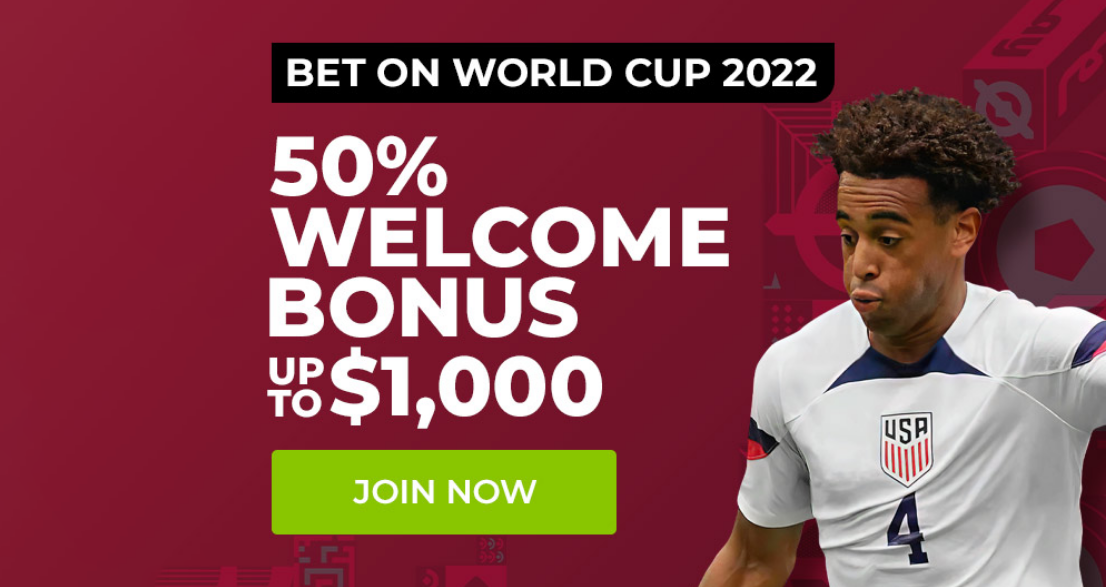 BET ON WORLD CUP 2022
50%
WELCOME
BONUS
UP TO $1,000
JOIN NOW
USA
4